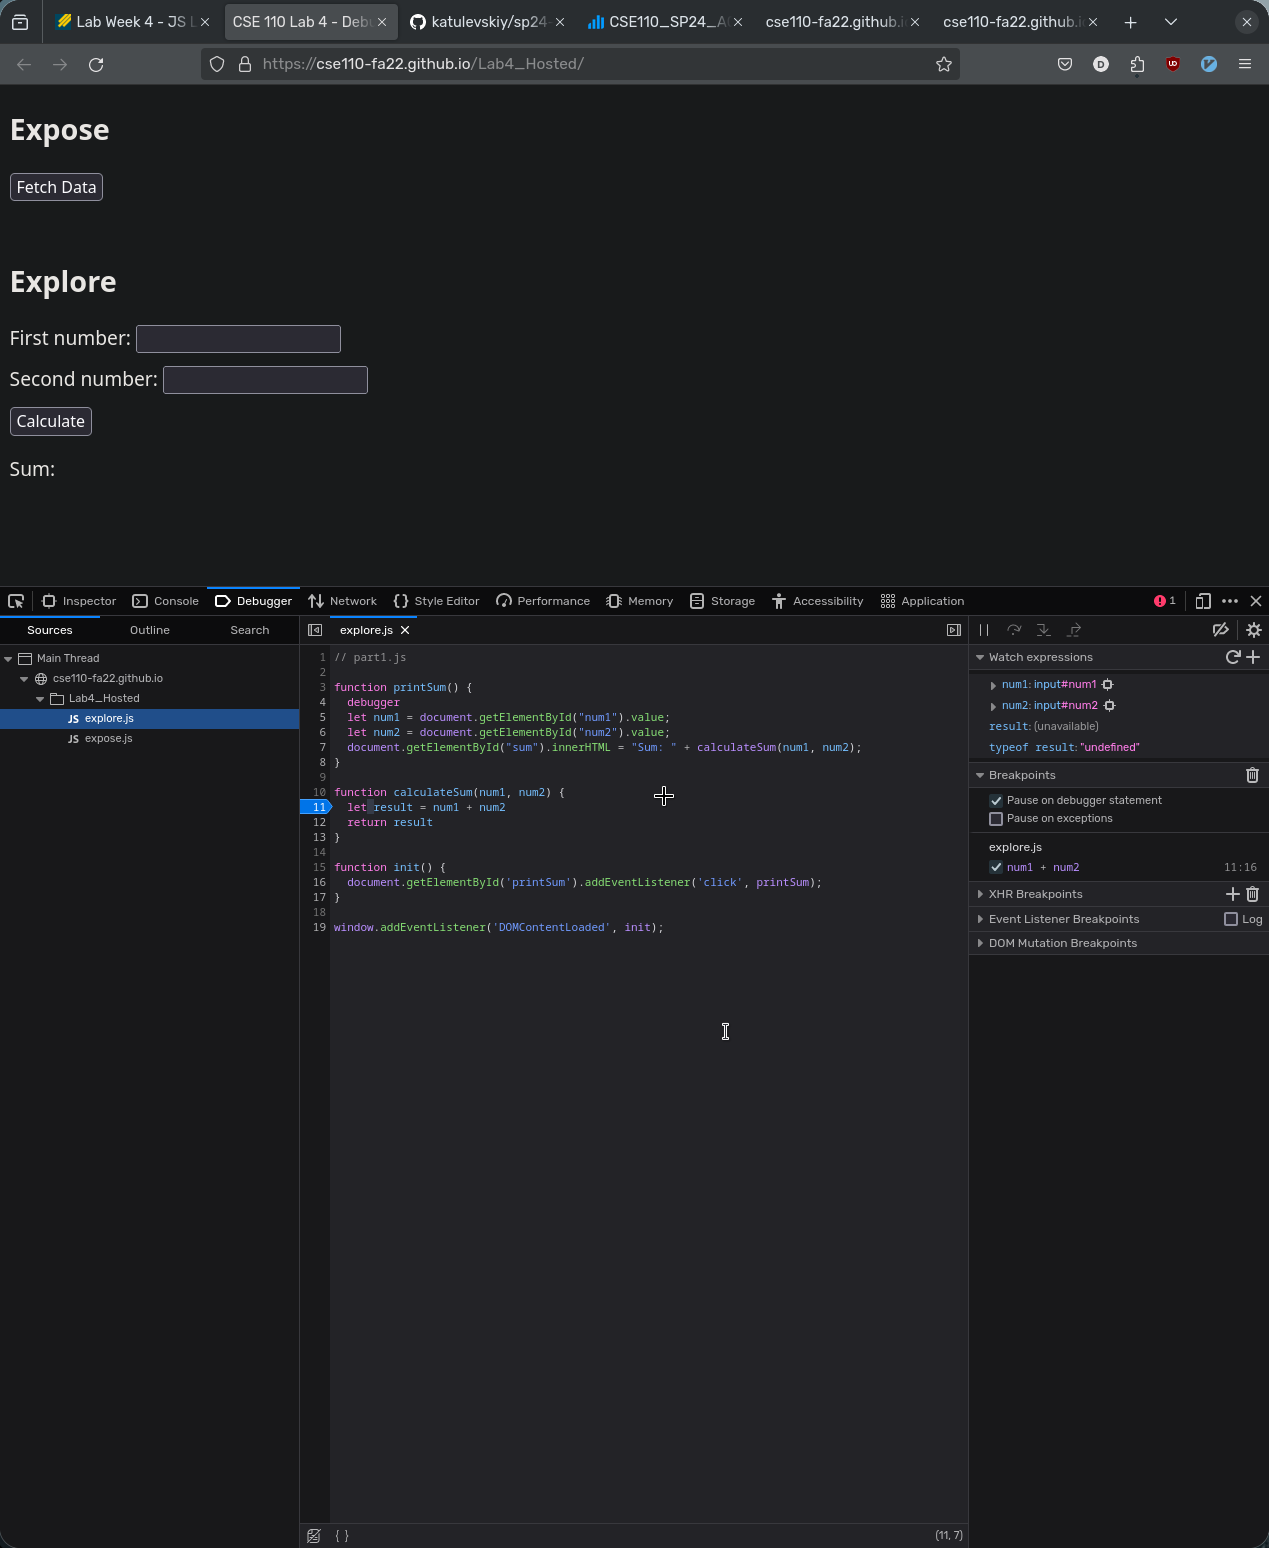 Lab Week 4 - JS L
CSE 110 Lab 4 - Debu
katulevskiy/sp24-
CSE110_SP24_A
cse110-fa22.github.i
cse110-fa22.github.i
https://cse110-fa22.github.io/Lab4_Hosted/
D
UO
Expose
Fetch Data
Explore
First number:
Second number:
Calculate
Sum:
Inspector
Console
Debugger
Network
Style Editor
Performance
Memory
Storage
Accessibility
Application
1
Sources
Outline
Search
Main Thread
cse110-fa22.github.io
Lab4_Hosted
JS explore.js
JS expose.js
explore.js
1 // part1.js
2
3 function printSum() {
4 debugger
5 let num1 = document.getElementById("num1").value;
6 let num2 = document.getElementById("num2").value;
7 document.getElementById("sum").innerHTML = "Sum: " + calculateSum(num1, num2);
8 }
9
10 function calculateSum(num1, num2) {
11 let result = num1 + num2
12 return result
13 }
14
15 function init() {
16 document.getElementById('printSum').addEventListener('click', printSum);
17 }
18
19 window.addEventListener('DOMContentLoaded', init);
{ }
(11, 7)
Watch expressions
num1: input#num1
num2: input#num2
result: (unavailable)
typeof result: "undefined"
Breakpoints
Pause on debugger statement
Pause on exceptions
explore.js
num1 + num2 11:16
XHR Breakpoints
Event Listener Breakpoints Log
DOM Mutation Breakpoints